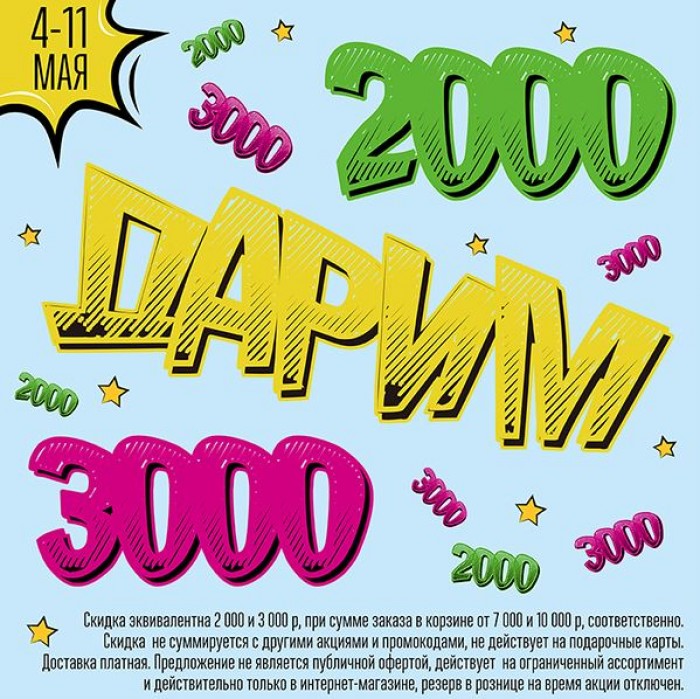 4-11
МАЯ
2000
3000
2000
ДАРИМ
3000
2000
3000
3000
2000
3000
Скидка эквивалентна 2 000 и 3 000 р, при сумме заказа в корзине от 7 000 и 10 000 р, соответственно.
Скидка не суммируется с другими акциями и промокодами, не действует на подарочные карты.
Доставка платная. Предложение не является публичной офертой, действует на ограниченный ассортимент
и действительно только в интернет-магазине, резерв в рознице на время акции отключен.